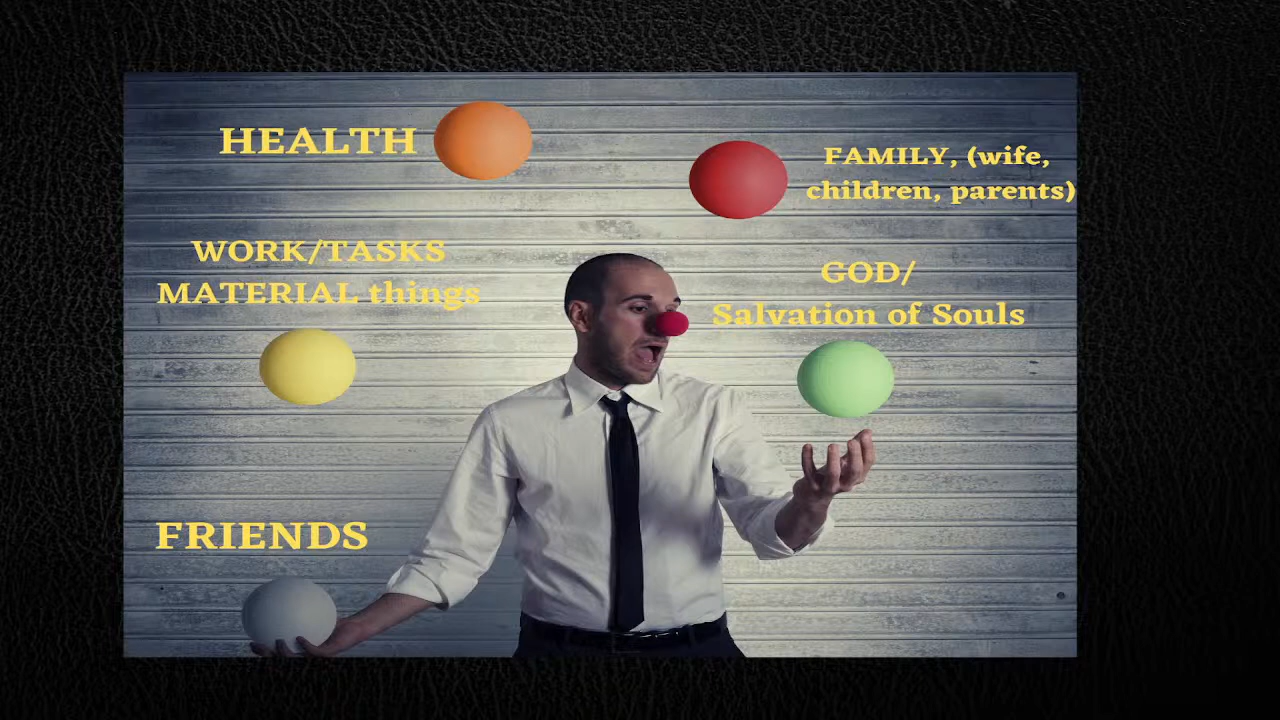 HEALTH
FAMILY, (wife,
children, parents)
WORK/TASKS
MATERIAL things
GOD/
Salvation of Souls
FRIENDS